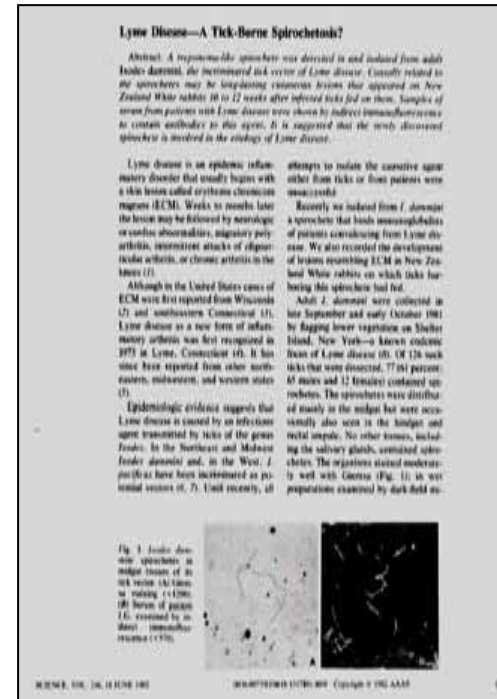 Lyme Disease—A Tick-Borne Spirochetosis?
Abstract. A treponema-like spirochete was detected in and isolated from adult
Ixodes dammini, the incriminated tick vector of Lyme disease. Causally related to
the spirochetes may be long-lasting cutaneous lesions that appeared on New
Zealand White rabbits 10 to 12 weeks after infected ticks fed on them. Samples of
serum from patients with Lyme disease were shown by indirect immunofluorescence
to contain antibodies to this agent. It is suggested that the newly discovered
spirochete is involved in the etiology of Lyme disease.
Lyme disease is an epidemic inflam-
matory disorder that usually begins with
a skin lesion called erythema chronicum
migrans (ECM). Weeks to months later
the lesion may be followed by neurologic
or cardiac abnormalities, migratory poly-
arthritis, intermittent attacks of oligoar-
ticular arthritis, or chronic arthritis in the
knees (1).
Although in the United States cases of
ECM were first reported from Wisconsin
(2) and southeastern Connecticut (3),
Lyme disease as a new form of inflam-
matory arthritis was first recognized in
1975 in Lyme, Connecticut (4). It has
since been reported from other north-
eastern, midwestern, and western states
(5).
Epidemiologic evidence suggests that
Lyme disease is caused by an infectious
agent transmitted by ticks of the genus
Ixodes. In the Northeast and Midwest
Ixodes dammini and, in the West, I.
pacificus have been incriminated as po-
tential vectors (6, 7). Until recently, all
attempts to isolate the causative agent
either from ticks or from patients were
unsuccessful.
Recently we isolated from I. dammini
a spirochete that binds immunoglobulins
of patients convalescing from Lyme dis-
ease. We also recorded the development
of lesions resembling ECM in New Zea-
land White rabbits on which ticks har-
boring this spirochete had fed.
Adult I. dammini were collected in
late September and early October 1981
by flagging lower vegetation on Shelter
Island, New York—a known endemic
focus of Lyme disease (8). Of 126 such
ticks that were dissected, 77 (61 percent;
65 males and 12 females) contained spi-
rochetes. The spirochetes were distribut-
ed mainly in the midgut but were occa-
sionally also seen in the hindgut and
rectal ampule. No other tissues, includ-
ing the salivary glands, contained spiro-
chetes. The organisms stained moderate-
ly well with Giemsa (Fig. 1); in wet
preparations examined by dark-field mi-
Fig. 1. Ixodes dam-
mini spirochetes in
midgut tissues of its
tick vector. (A) Giem-
sa staining (×1200).
(B) Serum of patient
examined by in-
direct immunofluo-
rescence
A
SCIENCE, VOL. 216, 18 JUNE 1982
Copyright © 1982 AAAS